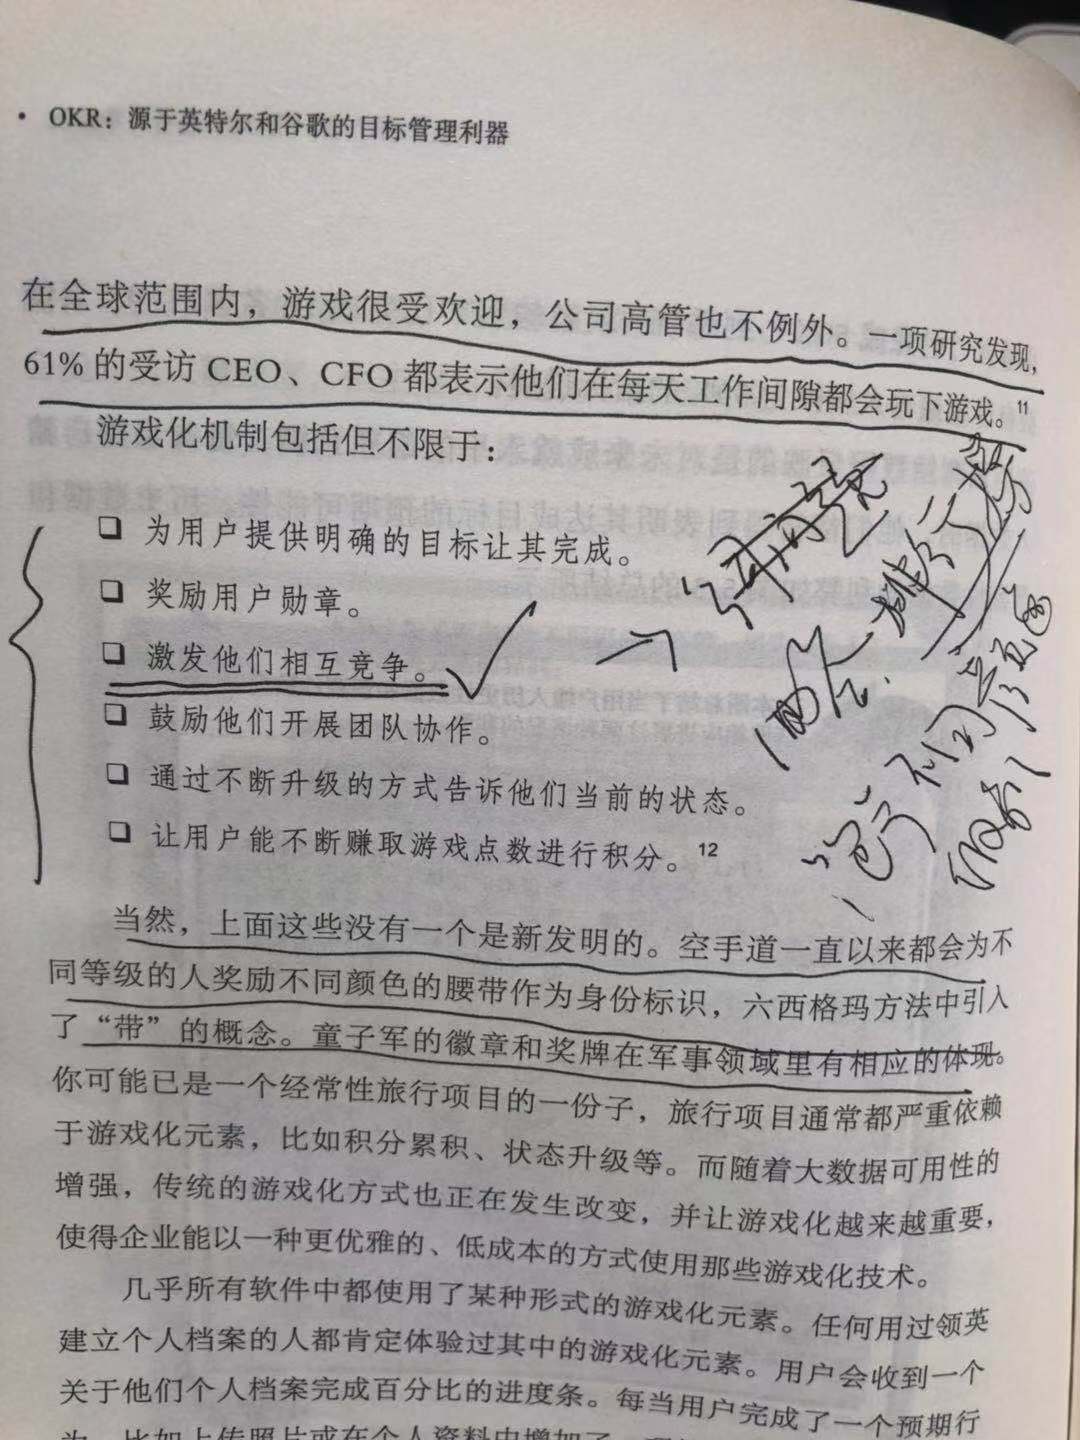 • OKR：源于英特尔和谷歌的目标管理利器
在全球范围内，游戏很受欢迎，公司高管也不例外。一项研究发现，
61% 的受访 CEO、CFO 都表示他们在每天工作间隙都会玩下游戏。11
游戏化机制包括但不限于：
❑ 为用户提供明确的目标让其完成。
❑ 奖励用户勋章。
❑ 激发他们相互竞争。
❑ 鼓励他们开展团队协作。
❑ 通过不断升级的方式告诉他们当前的状态。
❑ 让用户能不断赚取游戏点数进行积分。12
当然，上面这些没有一个是新发明的。空手道一直以来都会为不
同等级的人奖励不同颜色的腰带作为身份标识，六西格玛方法中引入
了“带”的概念。童子军的徽章和奖牌在军事领域里有相应的体现。
你可能已是一个经常性旅行项目的一份子，旅行项目通常都严重依赖
于游戏化元素，比如积分累积、状态升级等。而随着大数据可用性的
增强，传统的游戏化方式也正在发生改变，并让游戏化越来越重要，
使得企业能以一种更优雅的、低成本的方式使用那些游戏化技术。
几乎所有软件中都使用了某种形式的游戏化元素。任何用过领英
建立个人档案的人都肯定体验过其中的游戏化元素。用户会收到一个
关于他们个人档案完成百分比的进度条。每当用户完成了一个预期行